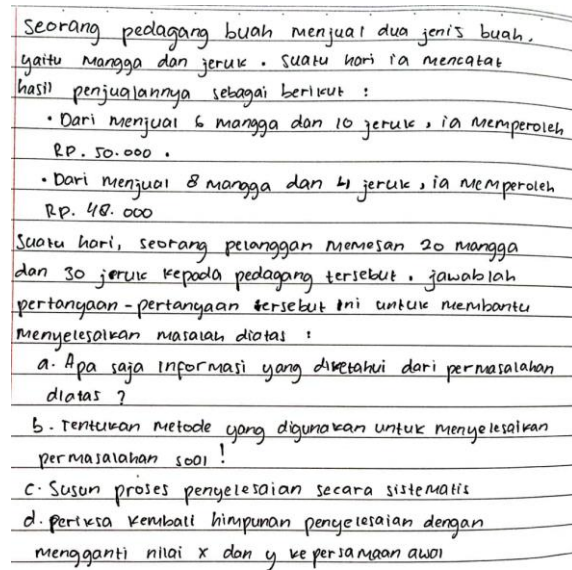 Seorang pedagang buah menjual dua jenis buah,
yaitu mangga dan jeruk. Suatu hari ia mencatat
hasil penjualannya sebagai berikut :
• Dari menjual 6 mangga dan 10 jeruk, ia memperoleh
RP. 50.000.
• Dari menjual 8 mangga dan 4 jeruk, ia memperoleh
RP. 48.000
Suatu hari, seorang pelanggan memesan 20 mangga
dan 30 jeruk kepada pedagang tersebut. jawablah
pertanyaan-pertanyaan tersebut ini untuk membantu
menyelesaikan masalah diatas :
a. Apa saja informasi yang diketahui dari permasalahan
diatas ?
b. Tentukan metode yang digunakan untuk menyelesaikan
permasalahan soal !
c. Susun proses penyelesaian secara sistematis
d. periksa kembali himpunan penyelesaian dengan
mengganti nilai x dan y ke persamaan awal